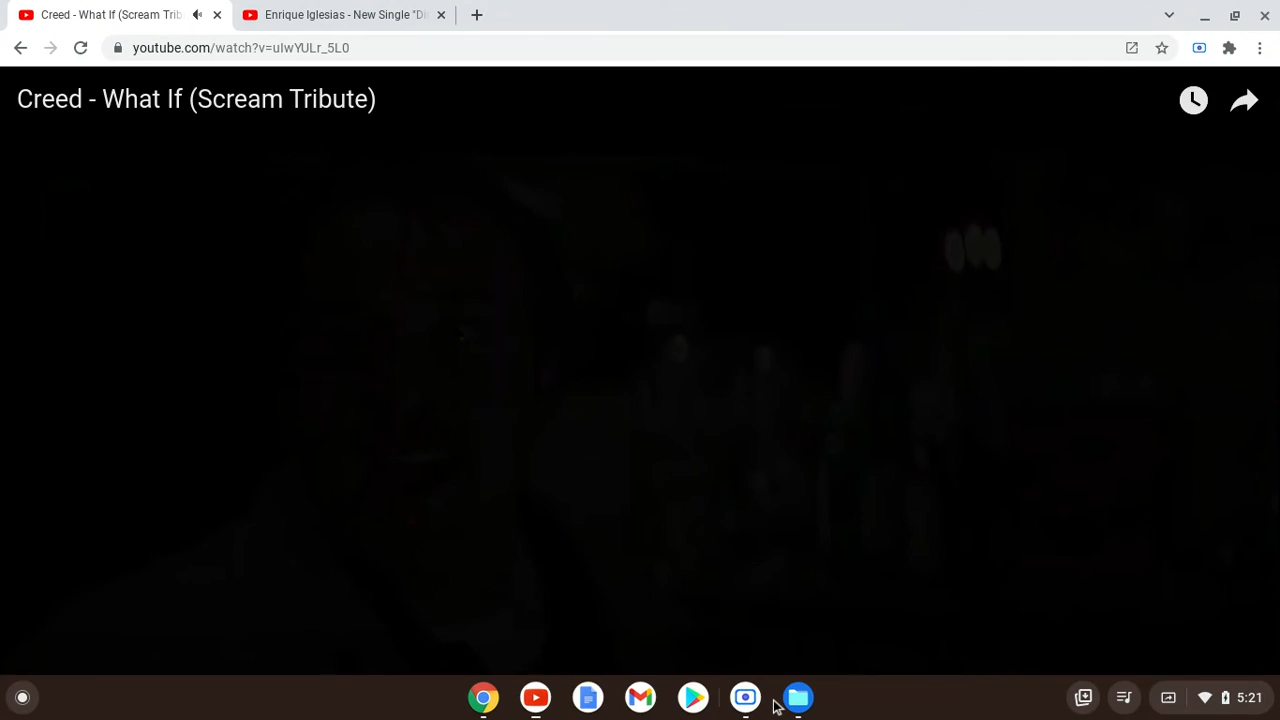 Creed - What If (Scream Trib
Enrique Iglesias - New Single "Di
youtube.com/watch?v=uIwYULr_5L0
Creed - What If (Scream Tribute)
5:21